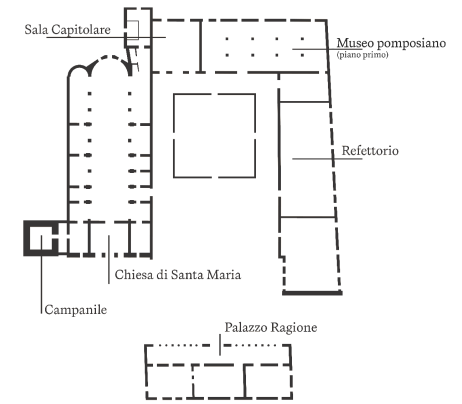 Sala Capitolare
Museo pomposiano
(piano primo)
Refettorio
Chiesa di Santa Maria
Campanile
Palazzo Ragione